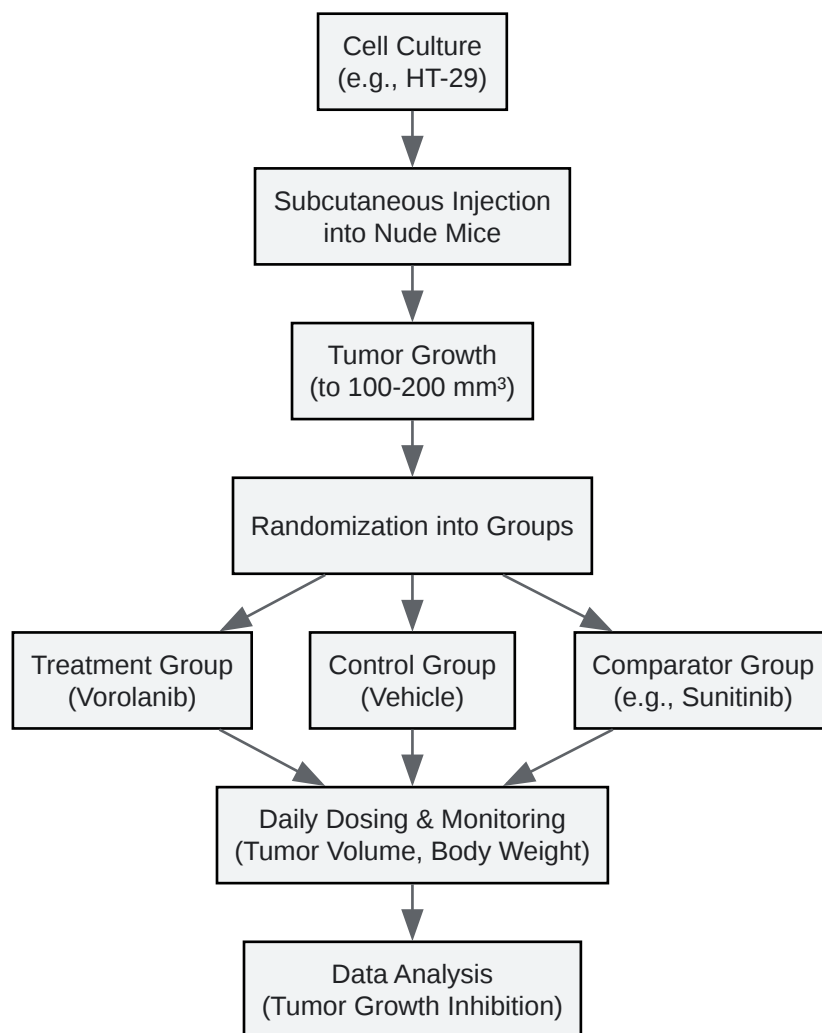 Cell Culture
(e.g., HT-29)
Subcutaneous Injection
into Nude Mice
Tumor Growth
(to 100-200 mm³)
Randomization into Groups
Treatment Group
(Vorolanib)
Control Group
(Vehicle)
Comparator Group
(e.g., Sunitinib)
Daily Dosing & Monitoring
(Tumor Volume, Body Weight)
Data Analysis
(Tumor Growth Inhibition)